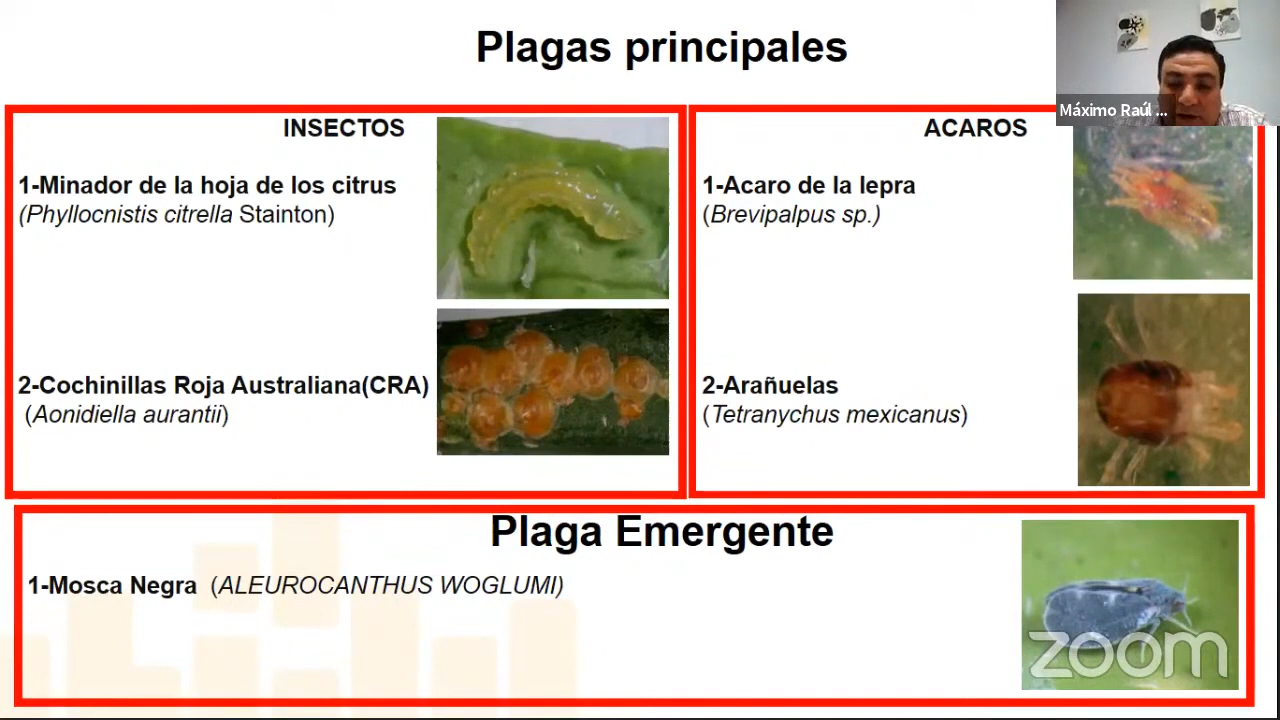 Plagas principales
Máximo Raúl ...
INSECTOS
1-Minador de la hoja de los citrus
(Phyllocnistis citrella Stainton)
2-Cochinillas Roja Australiana(CRA)
(Aonidiella aurantii)
ACAROS
1-Acaro de la lepra
(Brevipalpus sp.)
2-Arañuelas
(Tetranychus mexicanus)
Plaga Emergente
1-Mosca Negra (ALEUROCANTHUS WOGLUMI)
zoom